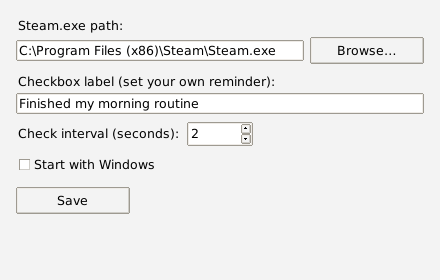 Steam.exe path:
C:\Program Files (x86)\Steam\Steam.exe Browse...
Checkbox label (set your own reminder):
Finished my morning routine
Check interval (seconds): 2
Start with Windows
Save